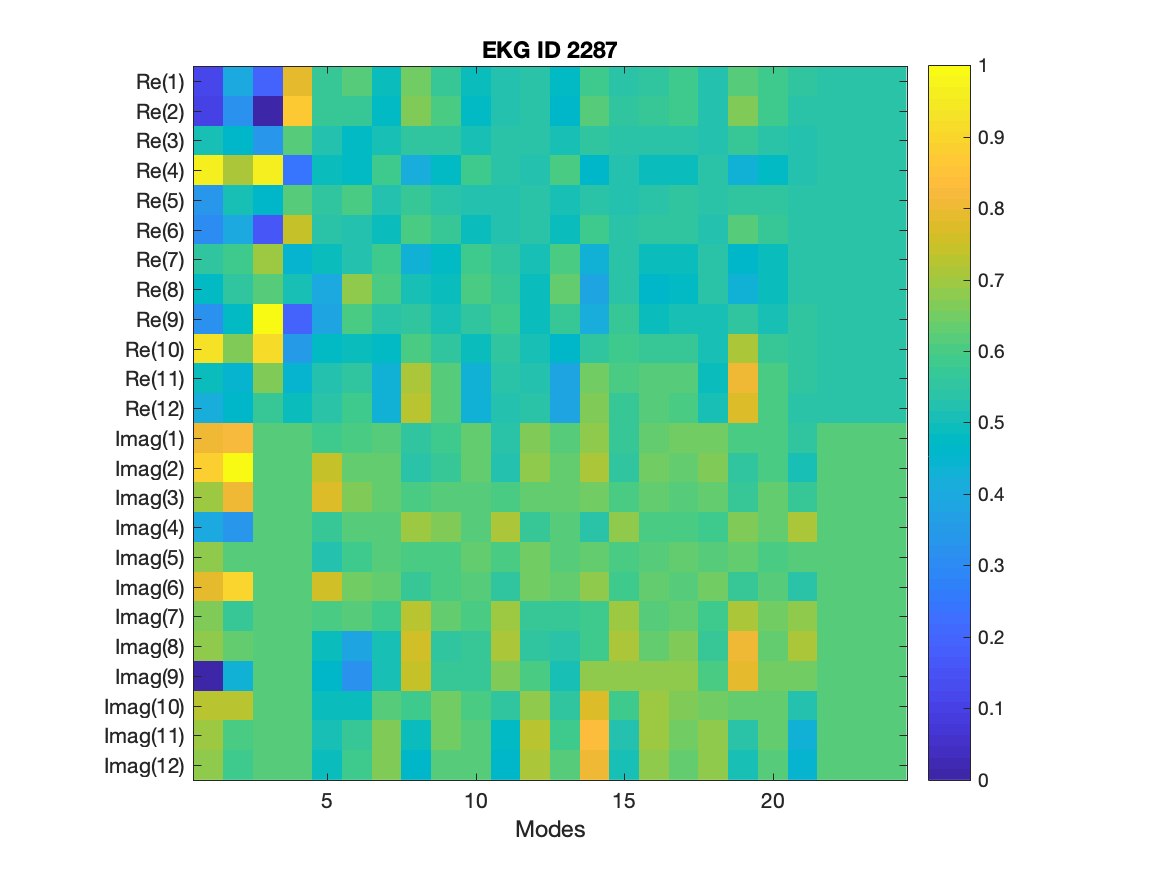 EKG ID 2287
Re(1)
Re(2)
Re(3)
Re(4)
Re(5)
Re(6)
Re(7)
Re(8)
Re(9)
Re(10)
Re(11)
Re(12)
Imag(1)
Imag(2)
Imag(3)
Imag(4)
Imag(5)
Imag(6)
Imag(7)
Imag(8)
Imag(9)
Imag(10)
Imag(11)
Imag(12)
5 10 15 20
Modes
1
0.9
0.8
0.7
0.6
0.5
0.4
0.3
0.2
0.1
0